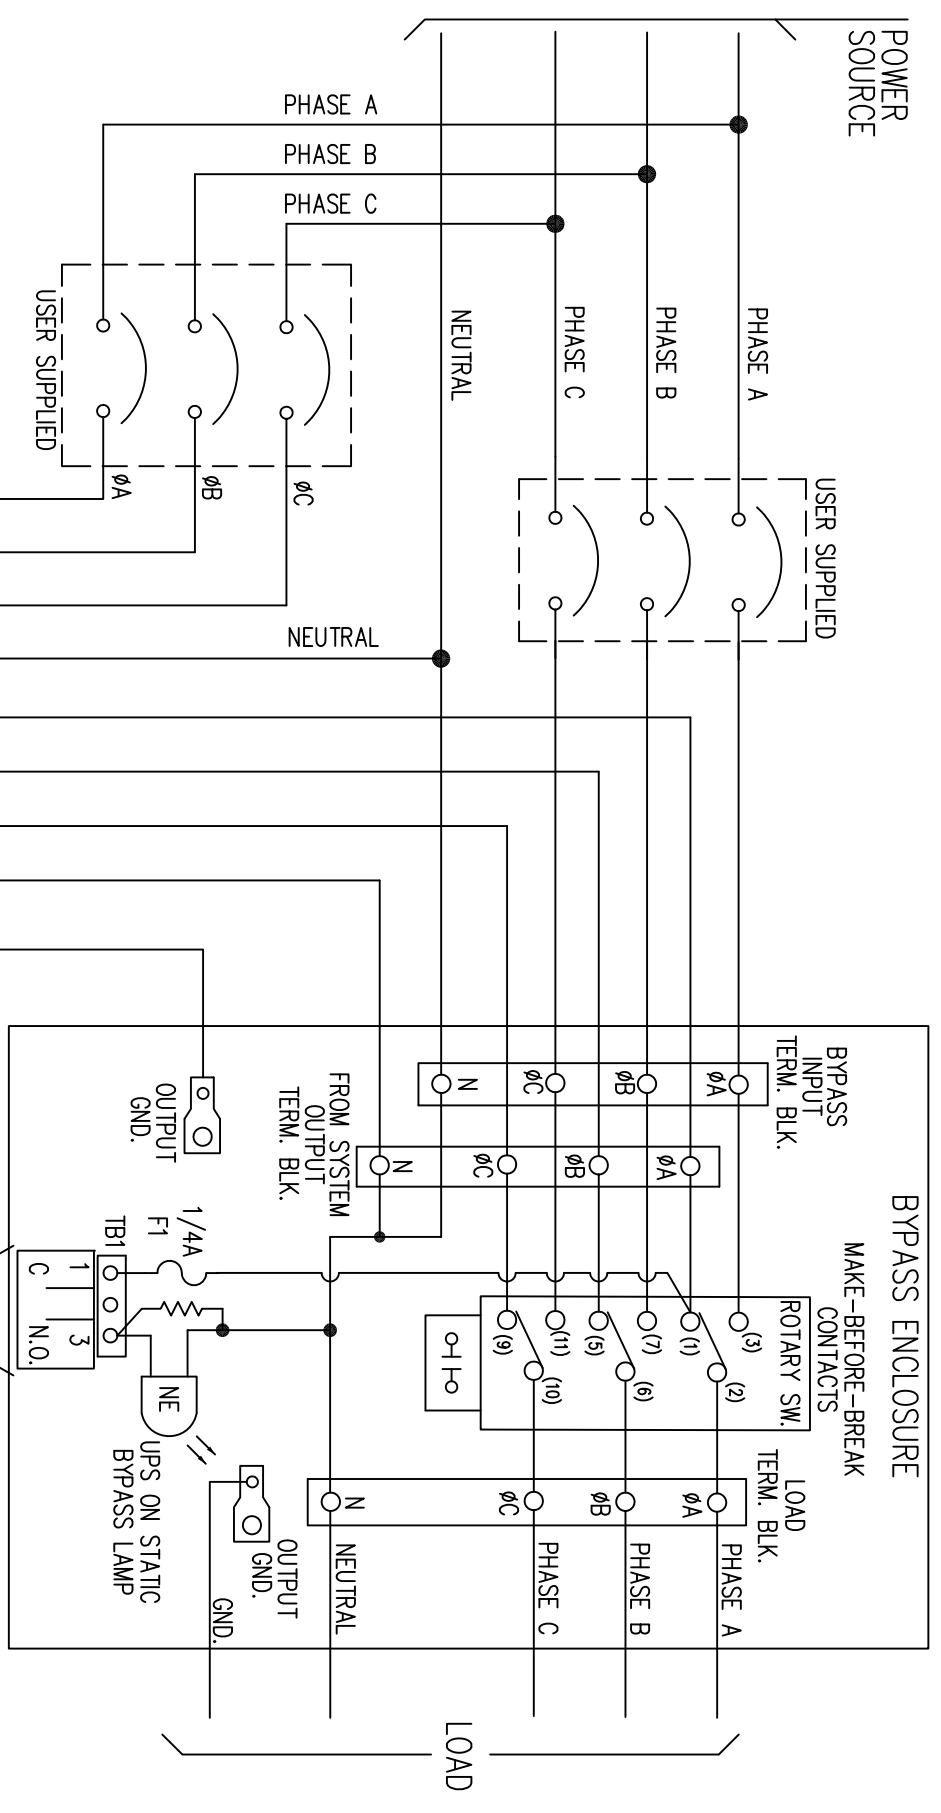 POWER
SOURCE
PHASE A
PHASE B
PHASE C
PHASE A
PHASE B
PHASE C
NEUTRAL
USER SUPPLIED
USER SUPPLIED
øA
øB
øC
NEUTRAL
BYPASS ENCLOSURE
BYPASS
INPUT
TERM. BLK.
øA
øB
øC
N
FROM SYSTEM
OUTPUT
TERM. BLK.
øA
øB
øC
N
OUTPUT
GND.
MAKE-BEFORE-BREAK
CONTACTS
ROTARY SW.
(3)
(2)
(1)
(7)
(6)
(5)
(11)
(10)
(9)
1/4A
F1
TB1
1
3
C
N.O.
NE
UPS ON STATIC
BYPASS LAMP
LOAD
TERM. BLK.
øA
øB
øC
N
PHASE A
PHASE B
PHASE C
NEUTRAL
OUTPUT
GND.
GND.
LOAD